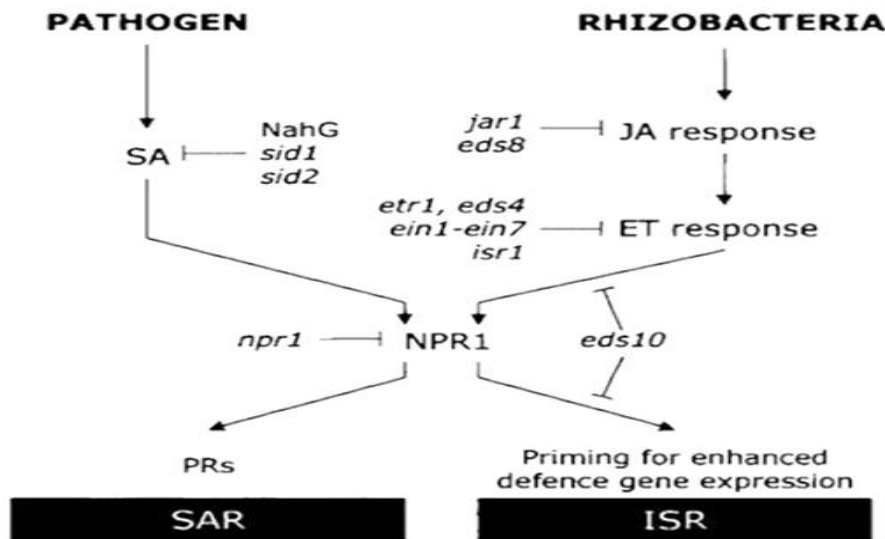 PATHOGEN
RHIZOBACTERIA
NahG
sid1
sid2
SA
jar1
eds8
JA response
etr1, eds4
ein1-ein7
isr1
ET response
npr1
NPR1
eds10
PRs
Priming for enhanced
defence gene expression
SAR
ISR